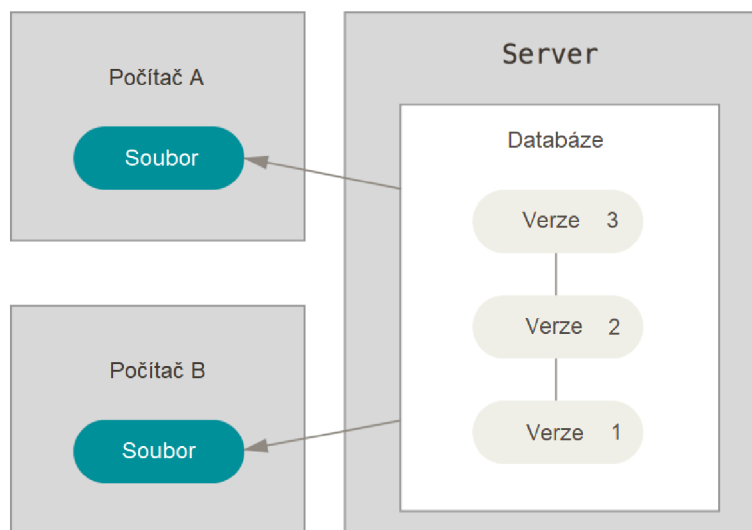 Počítač A
Soubor
Počítač B
Soubor
Server
Databáze
Verze 3
Verze 2
Verze 1